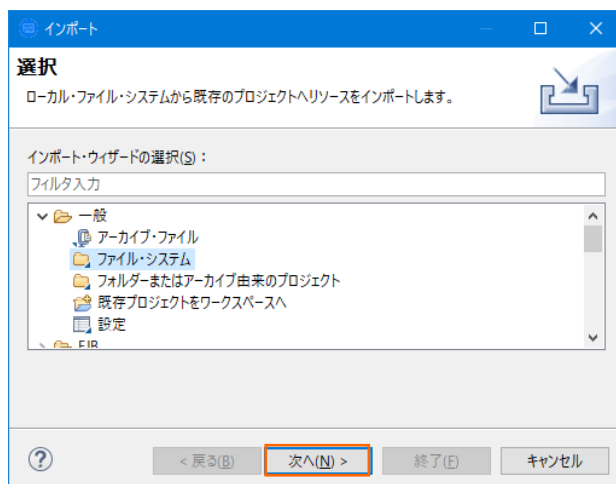 インポート
選択
ローカル・ファイル・システムから既存のプロジェクトへリソースをインポートします。
インポート・ウィザードの選択(S)：
フィルタ入力
一般
アーカイブ・ファイル
ファイル・システム
フォルダーまたはアーカイブ由来のプロジェクト
既存プロジェクトをワークスペースへ
設定
EJB
< 戻る(B) 次へ(N) > 終了(F) キャンセル